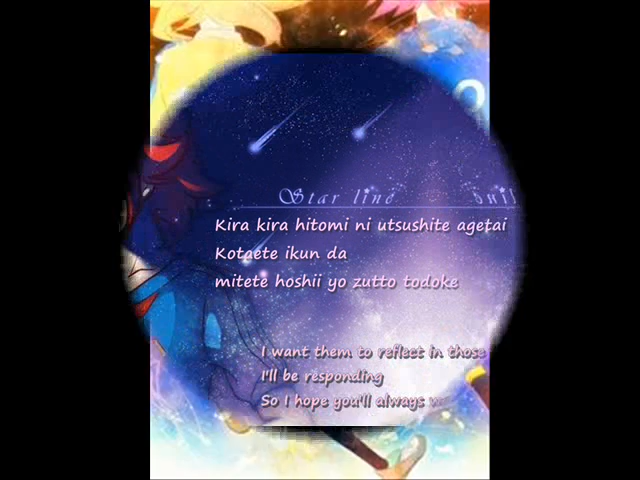 Star line
Kira kira hitomi ni utsushite agetai
Kotaete ikun da
mitete hoshii yo zutto todoke
I want them to reflect in those
I'll be responding
So I hope you'll always